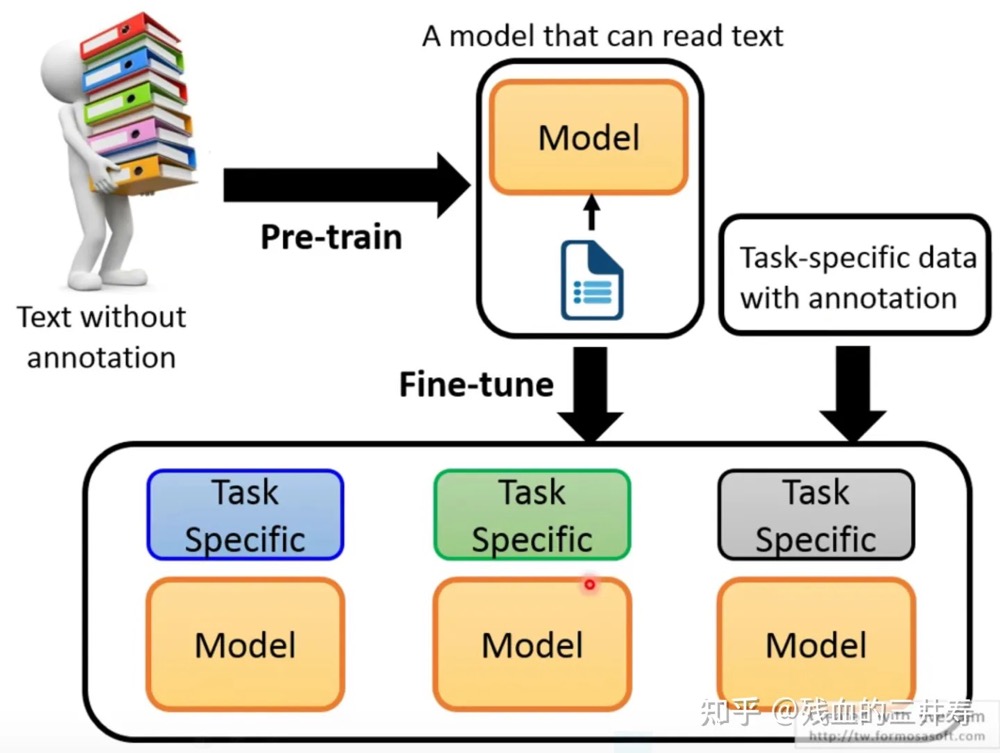 A model that can read text
Model
Pre-train
Text without
annotation
Task-specific data
with annotation
Fine-tune
Task
Specific
Task
Specific
Task
Specific
Model
Model
Model
知乎 @残血的三井寿
http://tw.formosasoft.com